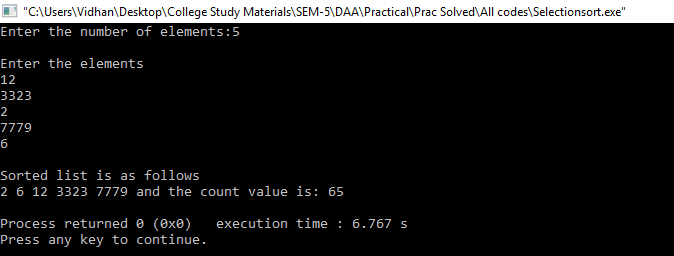 "C:\Users\Vidhan\Desktop\College Study Materials\SEM-5\DAA\Practical\Prac Solved\All codes\Selectionsort.exe"
Enter the number of elements:5
Enter the elements
12
3323
2
7779
6
Sorted list is as follows
2 6 12 3323 7779 and the count value is: 65
Process returned 0 (0x0)   execution time : 6.767 s
Press any key to continue.